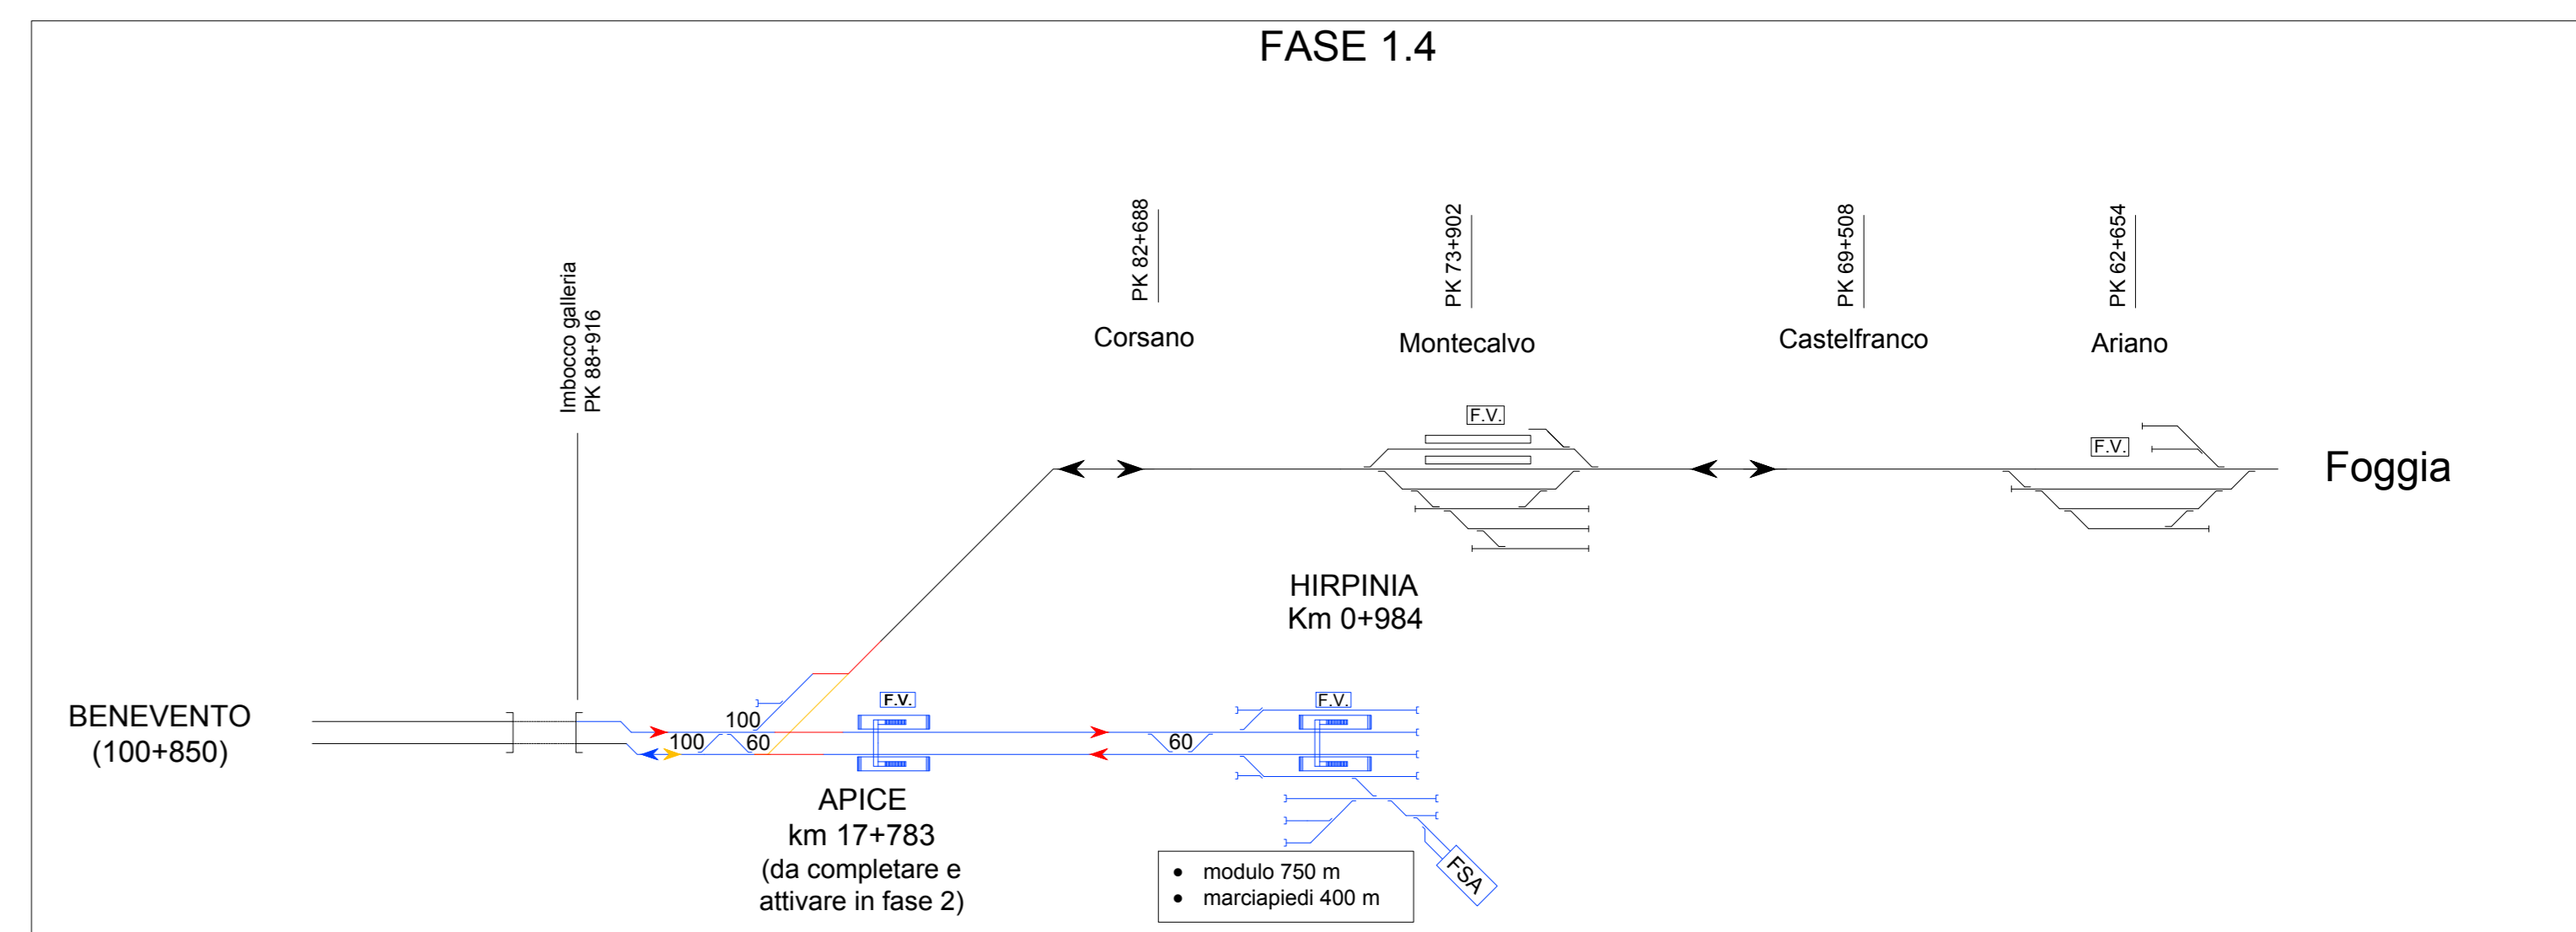 FASE 1.4
PK 82+688
PK 73+902
PK 69+508
PK 62+654
Imbocco galleria
PK 88+916
Corsano
Montecalvo
Castelfranco
Ariano
F.V.
F.V.
Foggia
HIRPINIA
Km 0+984
BENEVENTO
(100+850)
F.V.
F.V.
100
100
60
60
APICE
km 17+783
(da completare e
attivare in fase 2)
• modulo 750 m
• marciapiedi 400 m
FSA